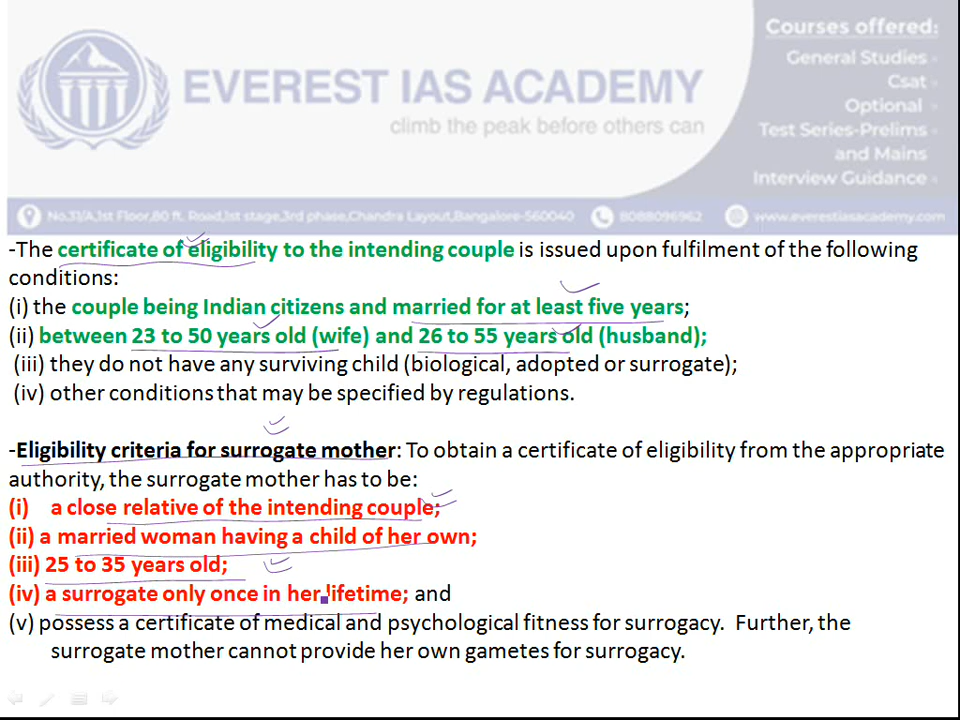 EVEREST IAS ACADEMY
climb the peak before others can
Courses offered:
General Studies
Csat
Optional
Test Series-Prelims
and Mains
Interview Guidance
No.31/A,1st Floor,80 ft. Road,1st stage,3rd phase,Chandra Layout,Bangalore-560040
8088096962
www.everestiasacademy.com
-The certificate of eligibility to the intending couple is issued upon fulfilment of the following
conditions:
(i) the couple being Indian citizens and married for at least five years;
(ii) between 23 to 50 years old (wife) and 26 to 55 years old (husband);
(iii) they do not have any surviving child (biological, adopted or surrogate);
(iv) other conditions that may be specified by regulations.
-Eligibility criteria for surrogate mother: To obtain a certificate of eligibility from the appropriate
authority, the surrogate mother has to be:
(i) a close relative of the intending couple;
(ii) a married woman having a child of her own;
(iii) 25 to 35 years old;
(iv) a surrogate only once in her lifetime; and
(v) possess a certificate of medical and psychological fitness for surrogacy. Further, the
surrogate mother cannot provide her own gametes for surrogacy.